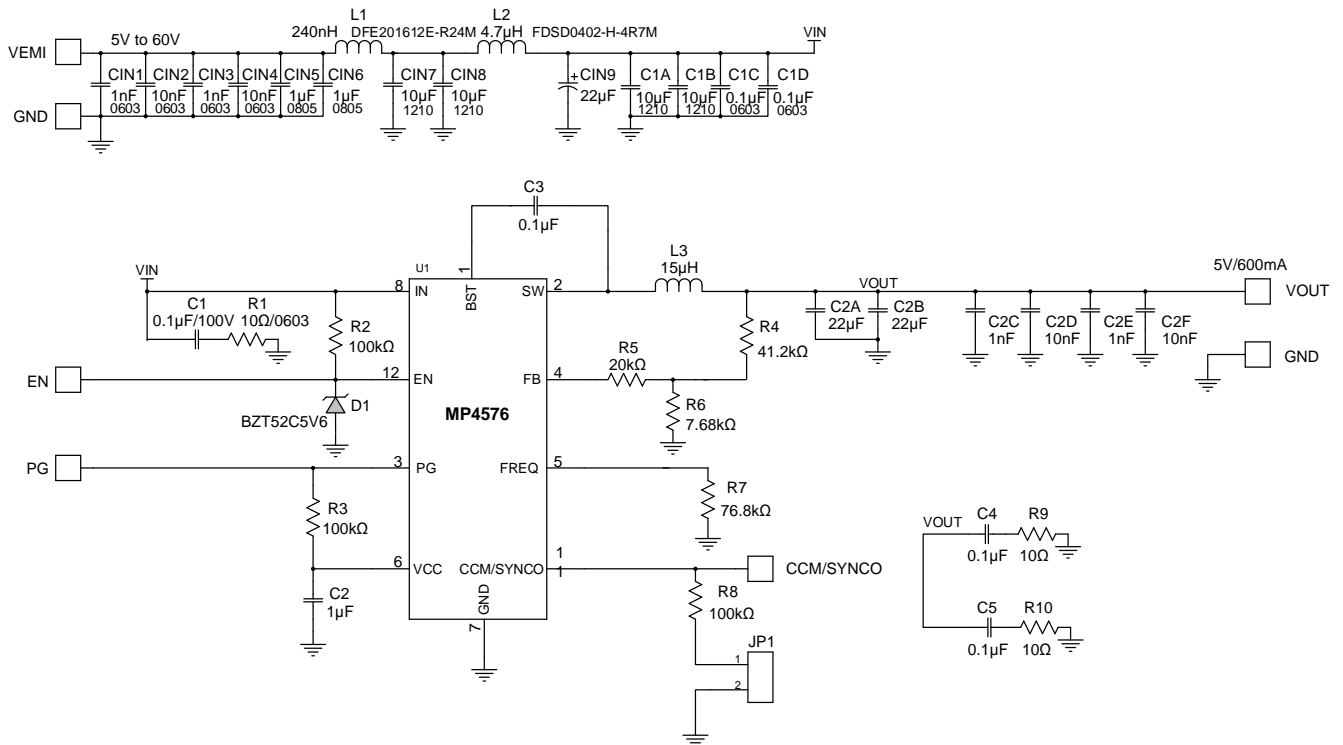 L1
L2
240nH DFE201612E-R24M 4.7µH FDSD0402-H-4R7M
VEMI
5V to 60V
VIN
CIN1
1nF
0603
CIN2
10nF
0603
CIN3
1nF
0603
CIN4
10nF
0603
CIN5
1µF
0805
CIN6
1µF
0805
CIN7
10µF
1210
CIN8
10µF
1210
CIN9
22µF
+
C1A
10µF
1210
C1B
10µF
1210
C1C
0.1µF
0603
C1D
0.1µF
0603
GND
C3
0.1µF
VIN
U1
1
BST
8
IN
SW
2
L3
15µH
VOUT
5V/600mA
VOUT
C1
0.1µF/100V
R1
10Ω/0603
R2
100kΩ
C2A
22µF
C2B
22µF
C2C
1nF
C2D
10nF
C2E
1nF
C2F
10nF
R4
41.2kΩ
GND
EN
12
EN
FB
4
R5
20kΩ
D1
BZT52C5V6
MP4576
R6
7.68kΩ
PG
3
PG
FREQ
5
R7
76.8kΩ
R3
100kΩ
6
VCC
CCM/SYNCO
1
1
CCM/SYNCO
C2
1µF
GND
7
R8
100kΩ
JP1
1
2
VOUT
C4
0.1µF
R9
10Ω
C5
0.1µF
R10
10Ω